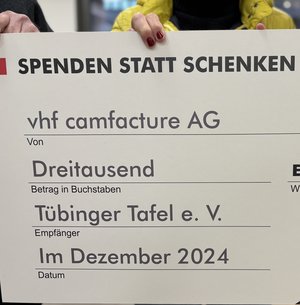 SPENDEN STATT SCHENKEN
vhf camfacture AG
Von
Dreitausend
Betrag in Buchstaben
Tübinger Tafel e. V.
Empfänger
Im Dezember 2024
Datum